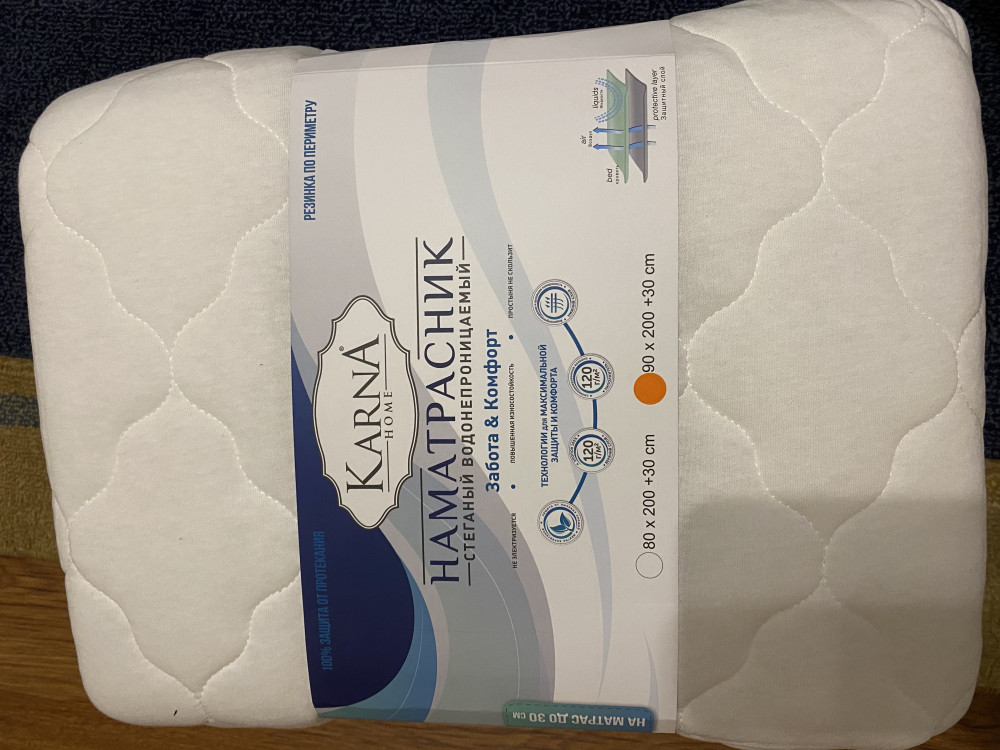 100% ЗАЩИТА ОТ ПРОТЕКАНИЯ
РЕЗИНКА ПО ПЕРИМЕТРУ
KARNA®
HOME
НАМАТРАСНИК
СТЕГАНЫЙ ВОДОНЕПРОНИЦАЕМЫЙ
Забота & Комфорт
НЕ ЭЛЕКТРИЗУЕТСЯ • ПОВЫШЕННАЯ ИЗНОСОСТОЙКОСТЬ • ПРОСТЫНЯ НЕ СКОЛЬЗИТ
ТЕХНОЛОГИИ для МАКСИМАЛЬНОЙ
ЗАЩИТЫ И КОМФОРТА
120
г/м²
120
г/м²
80 x 200 +30 cm
90 x 200 +30 cm
bed
air
liquids
protective layer
Защитный слой
НА МАТРАС ДО 30 СМ